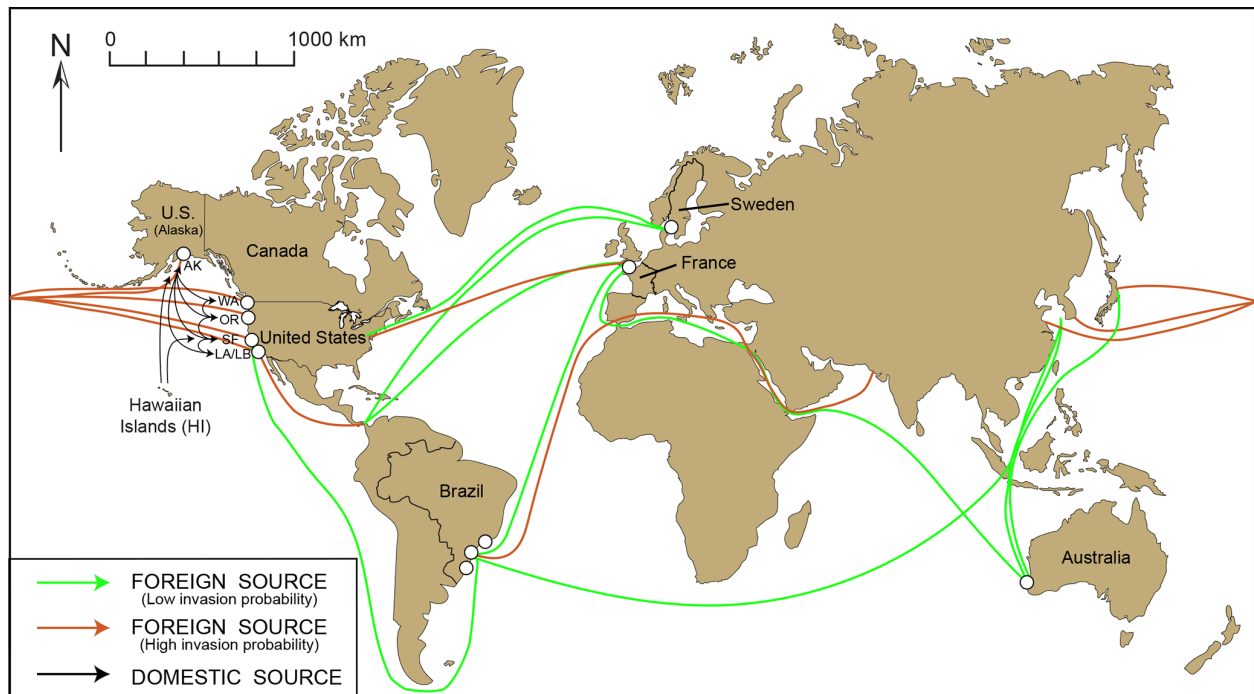 N
0 1000 km
U.S.
(Alaska)
AK
Canada
Sweden
France
WA
OR
United States
SF
LA/LB
Hawaiian
Islands (HI)
Brazil
Australia
FOREIGN SOURCE
(Low invasion probability)
FOREIGN SOURCE
(High invasion probability)
DOMESTIC SOURCE